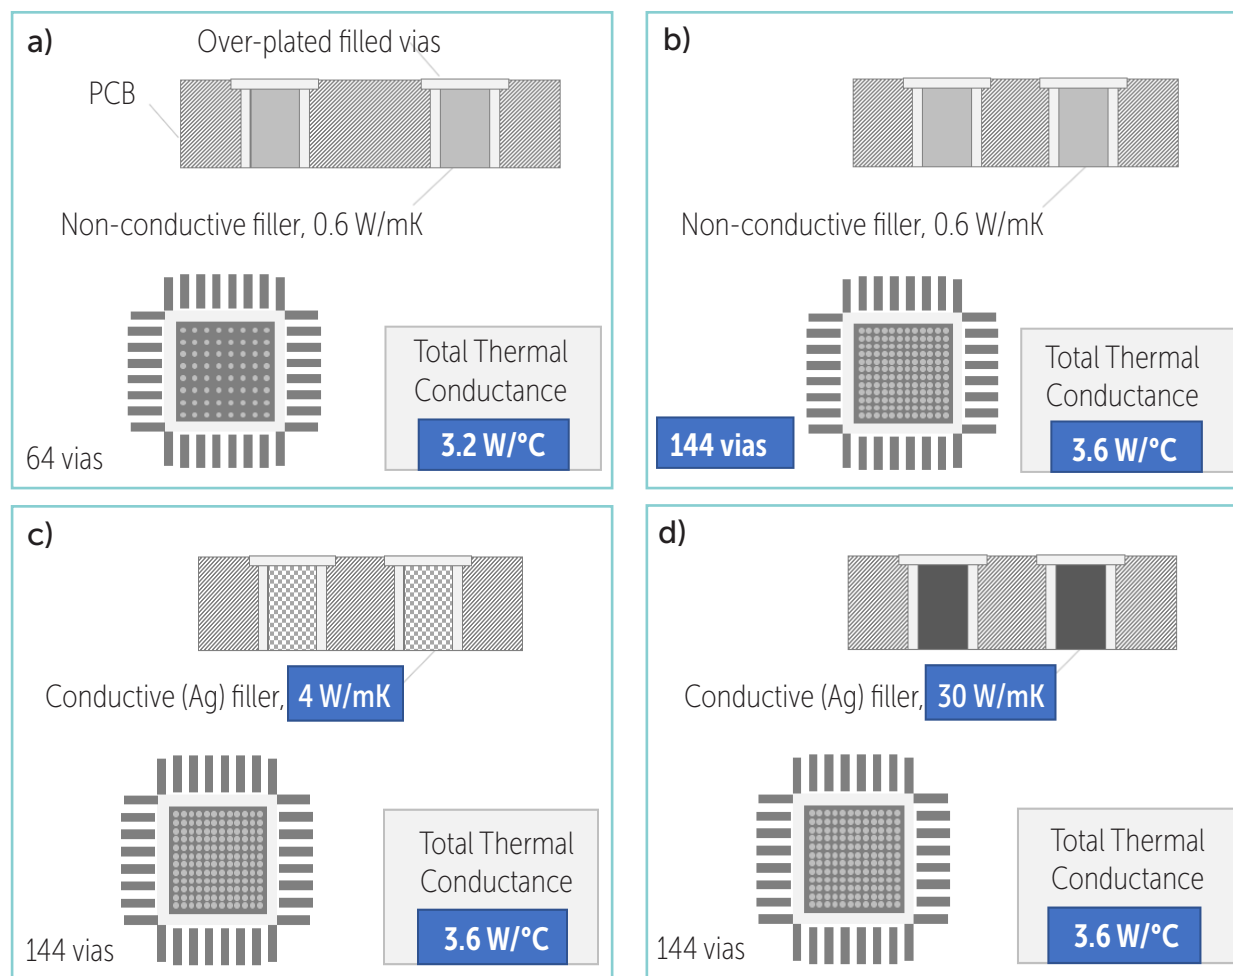 a)
Over-plated filled vias
PCB
Non-conductive filler, 0.6 W/mK
Total Thermal
Conductance
3.2 W/°C
64 vias
b)
Non-conductive filler, 0.6 W/mK
144 vias
Total Thermal
Conductance
3.6 W/°C
c)
Conductive (Ag) filler, 4 W/mK
Total Thermal
Conductance
3.6 W/°C
144 vias
d)
Conductive (Ag) filler, 30 W/mK
Total Thermal
Conductance
3.6 W/°C
144 vias